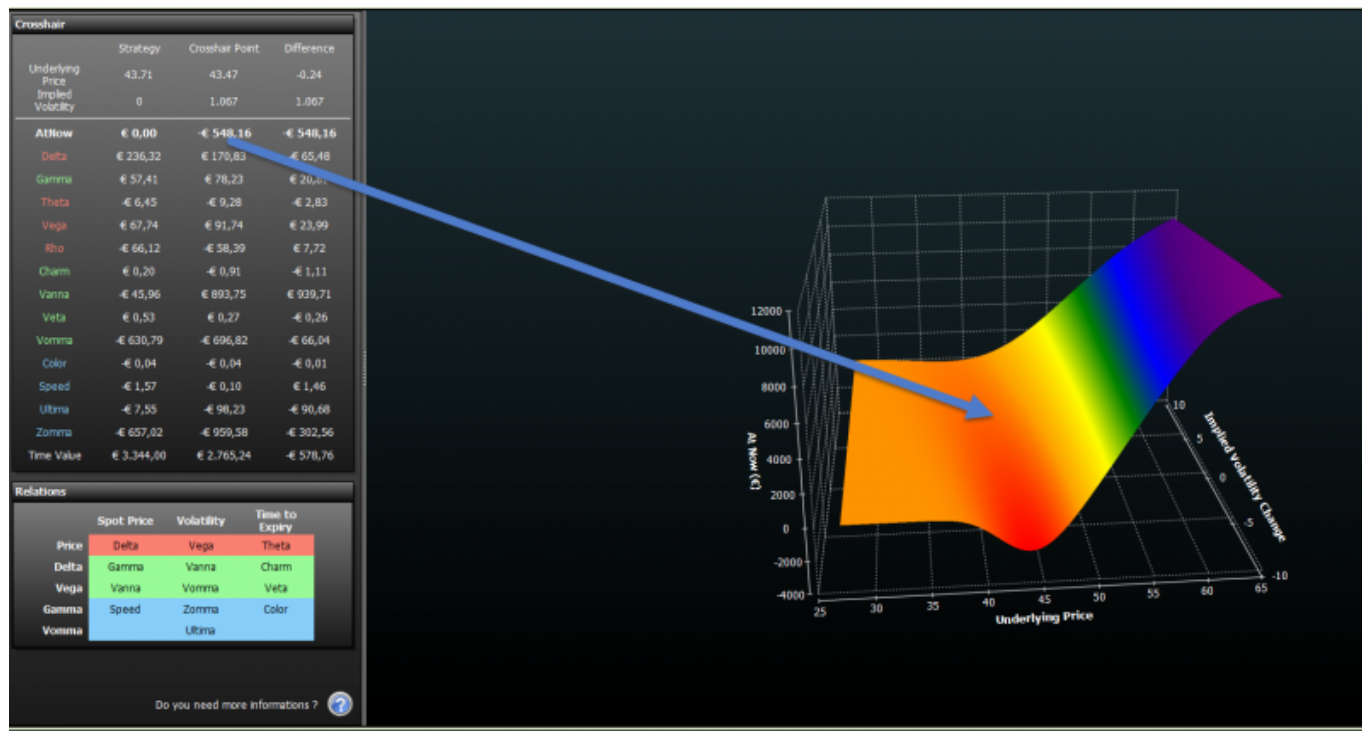 Crosshair
Strategy Crosshair Point Difference
Underlying Price 43.71 43.47 -0.24
Implied Volatility 0 1.067 1.067
AtNow € 0,00 -€ 548,16 -€ 548,16
Delta € 236,32 € 170,83 -€ 65,48
Gamma € 57,41 € 78,23
Theta -€ 6,45 -€ 9,28 -€ 2,83
Vega € 67,74 € 91,74 € 23,99
Rho -€ 66,12 -€ 58,39 € 7,72
Charm € 0,20 -€ 0,91 -€ 1,11
Vanna -€ 45,96 € 893,75 € 939,71
Veta € 0,53 € 0,27 -€ 0,26
Vomma -€ 630,79 -€ 696,82 -€ 66,04
Color -€ 0,04 -€ 0,04 -€ 0,01
Speed -€ 1,57 -€ 0,10 € 1,46
Ultima -€ 7,55 -€ 98,23 -€ 90,68
Zomma -€ 657,02 -€ 959,58 -€ 302,56
Time Value € 3.344,00 € 2.765,24 -€ 578,76
Relations
Spot Price Volatility Time to Expiry
Price Delta Vega Theta
Delta Gamma Vanna Charm
Vega Vanna Vomma Veta
Gamma Speed Zomma Color
Vomma Ultima
Do you need more informations ? ?
12000
10000
8000
6000
4000
2000
0
-2000
-4000
At Now (€)
25 30 35 40 45 50 55 60 65
Underlying Price
10
5
0
-5
-10
Implied Volatility Change